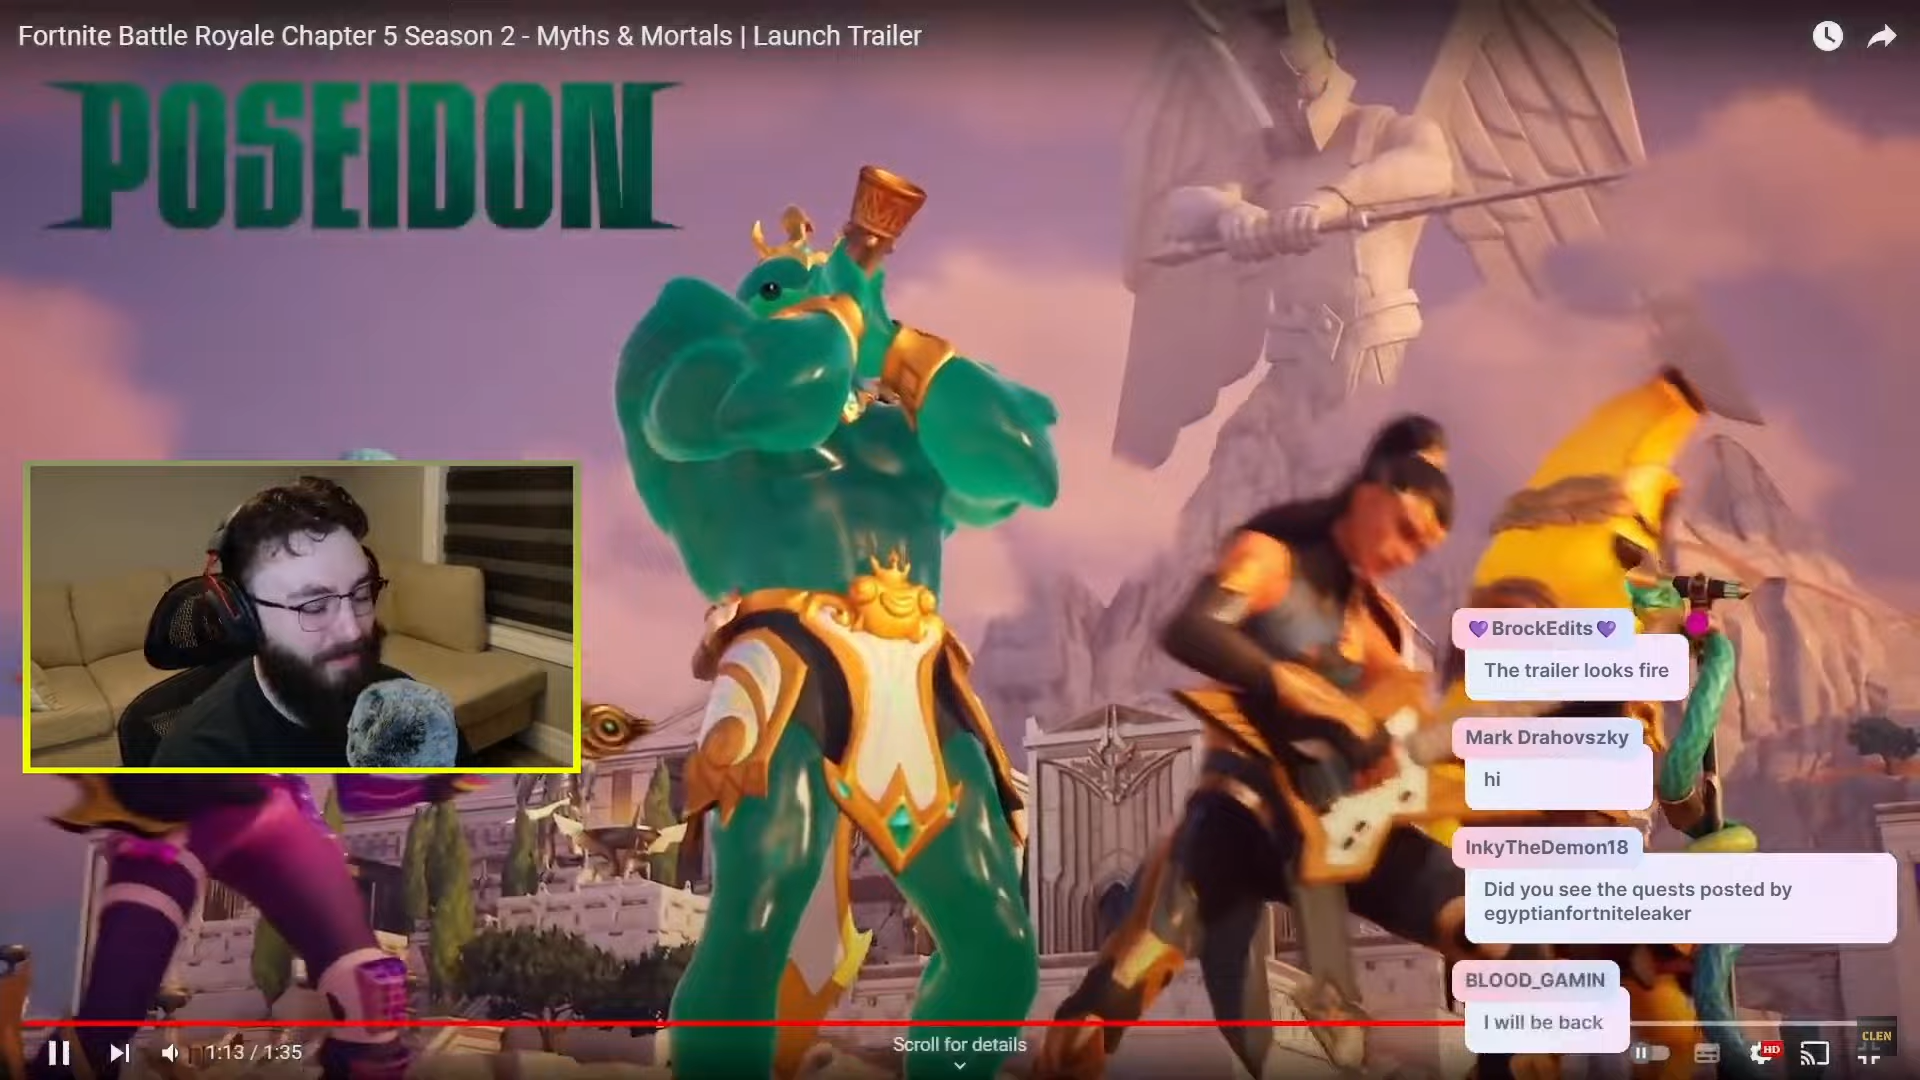 Fortnite Battle Royale Chapter 5 Season 2 - Myths & Mortals | Launch Trailer
POSEIDON
💜BrockEdits💜
The trailer looks fire
Mark Drahovszky
hi
InkyTheDemon18
Did you see the quests posted by
egyptianfortniteleaker
BLOOD_GAMIN
I will be back
1:13 / 1:35
Scroll for details
HD
CLEN